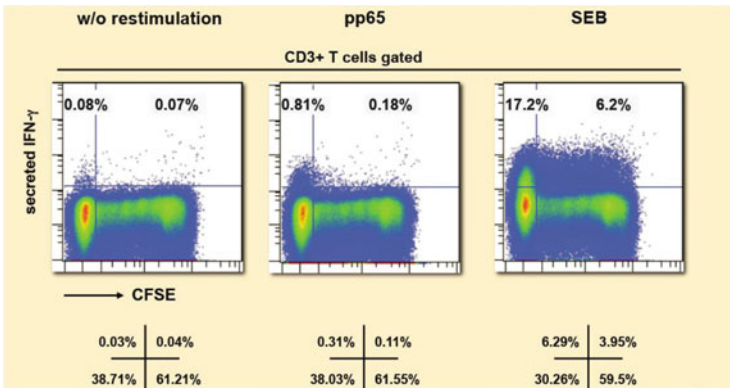 w/o restimulation pp65 SEB
CD3+ T cells gated
0.08% 0.07% 0.81% 0.18% 17.2% 6.2%
secreted IFN-γ
CFSE
0.03% 0.04% 0.31% 0.11% 6.29% 3.95%
38.71% 61.21% 38.03% 61.55% 30.26% 59.5%